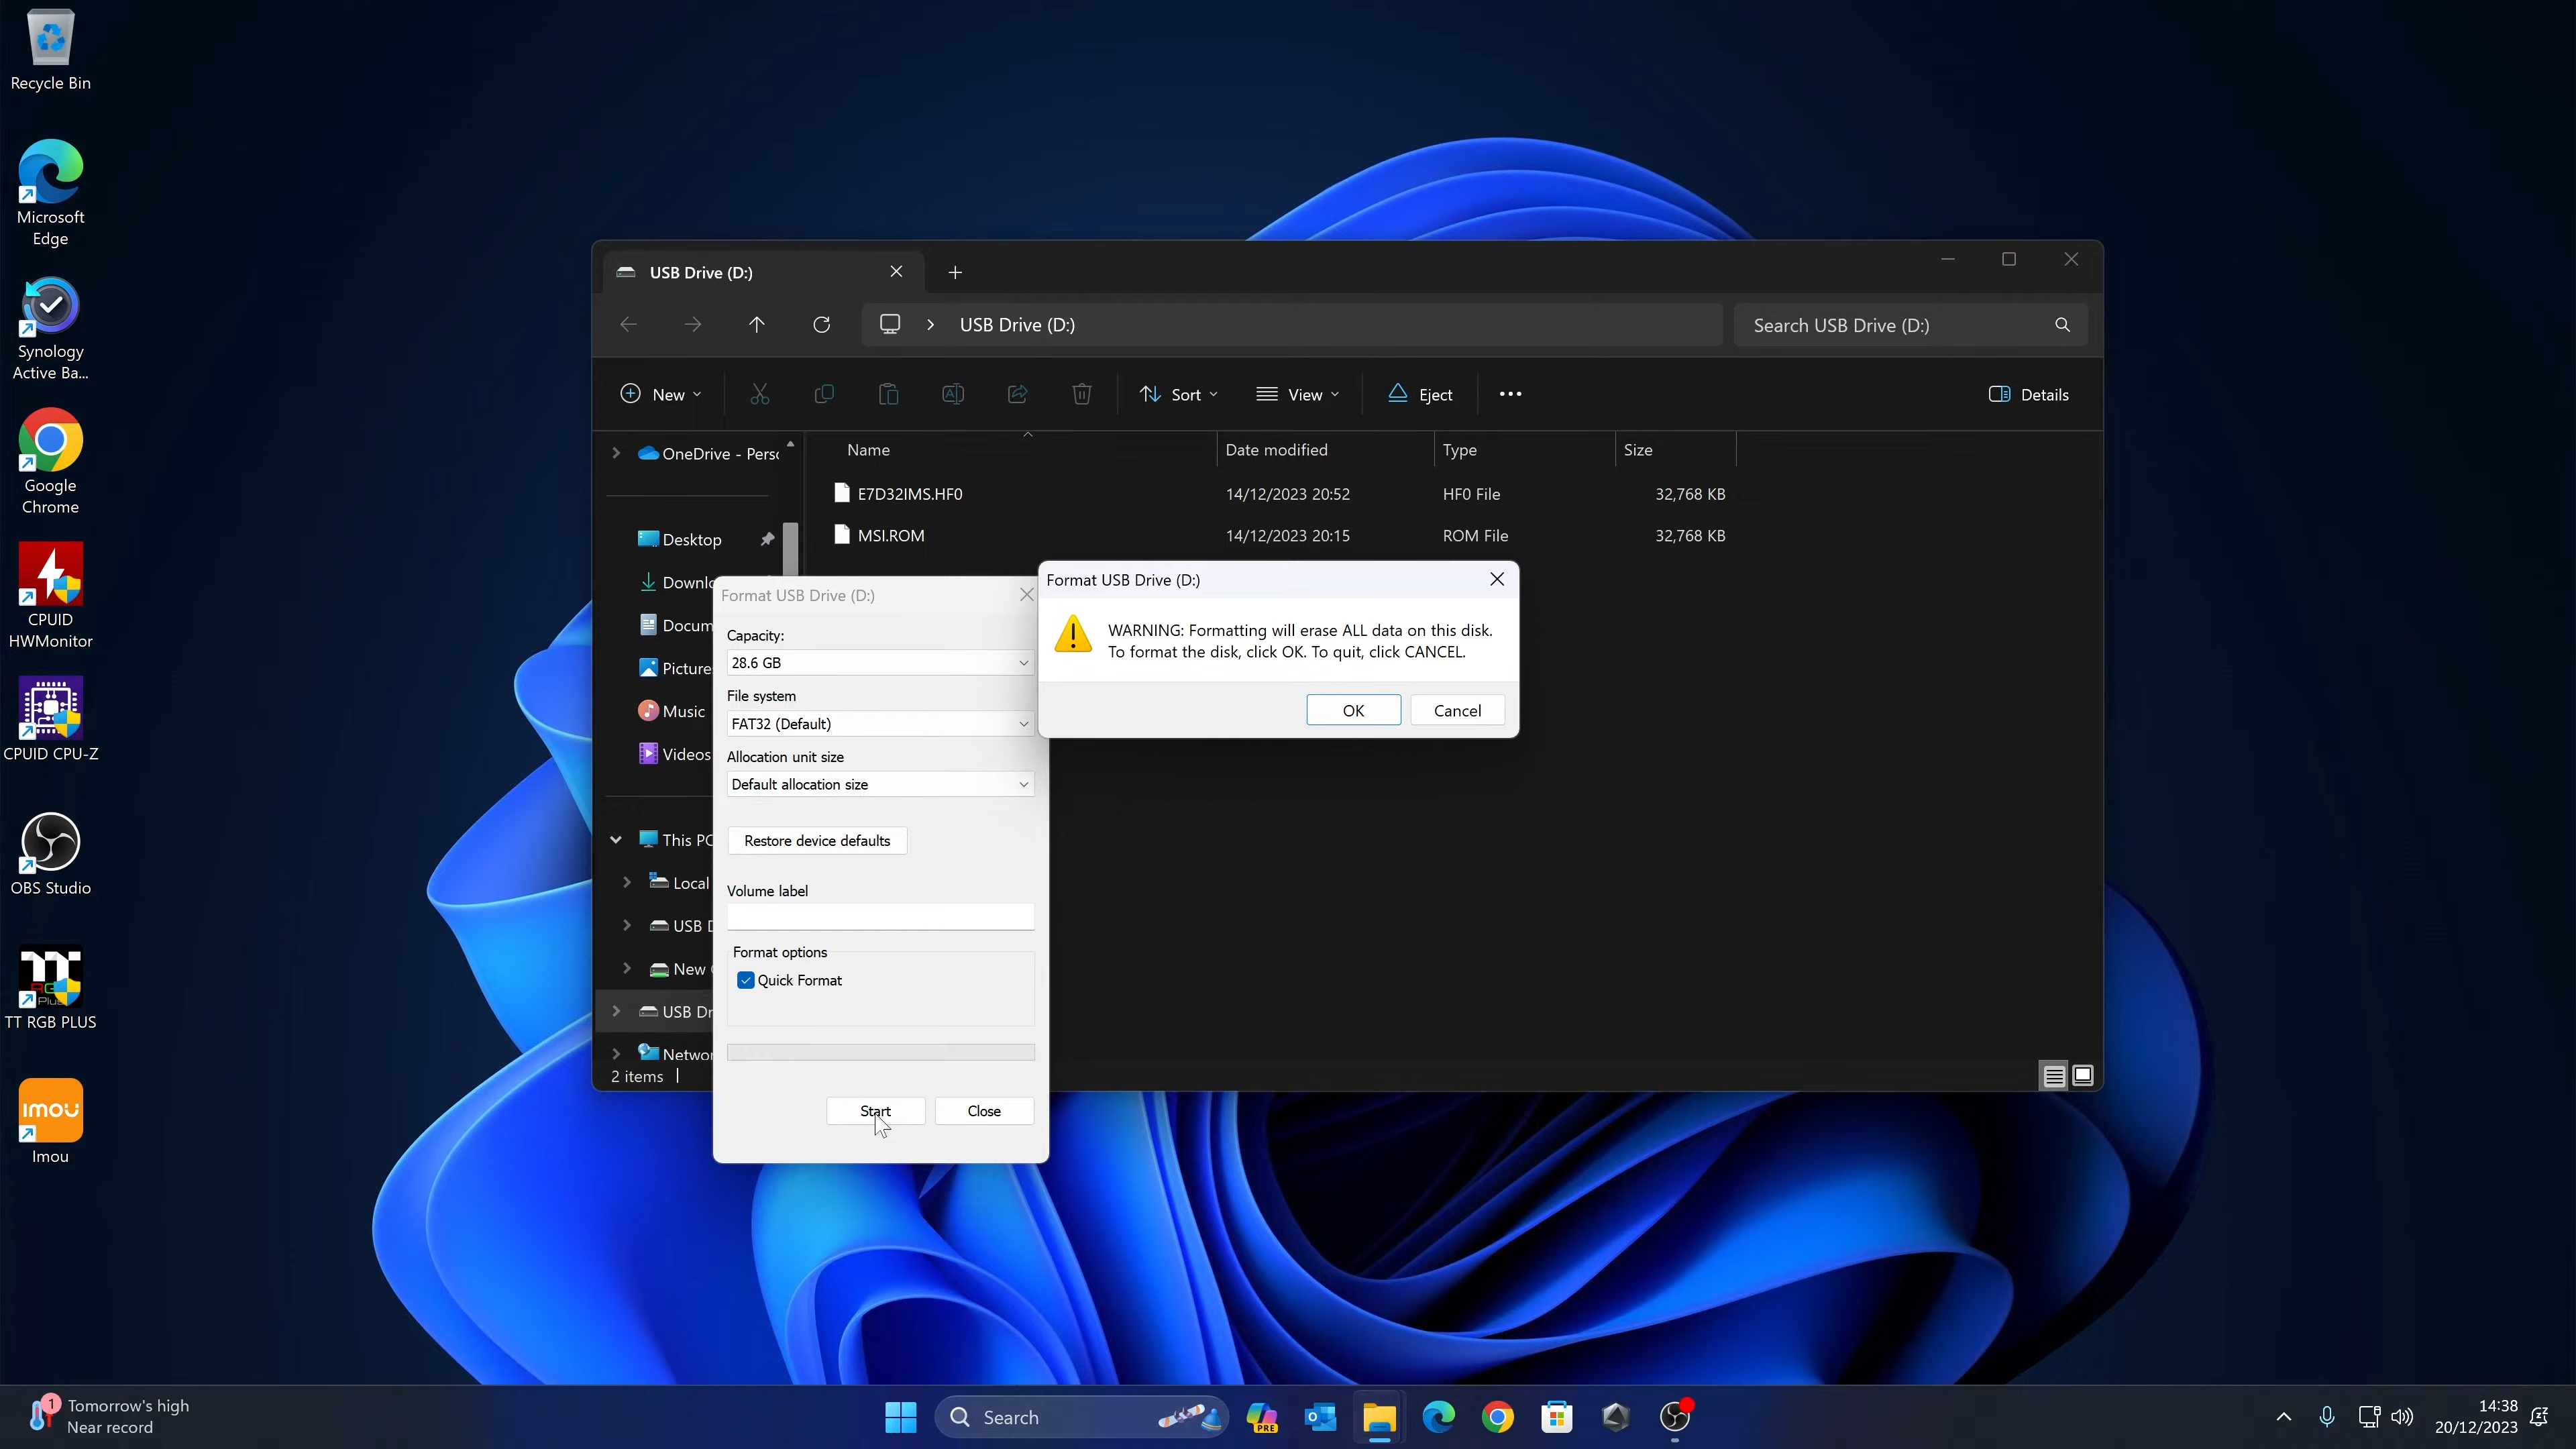 Recycle Bin
Microsoft
Edge
Synology
Active Ba...
Google
Chrome
CPUID
HWMonitor
CPUID CPU-Z
OBS Studio
TT RGB PLUS
imou
Imou
USB Drive (D:)
USB Drive (D:)
Search USB Drive (D:)
New
Sort
View
Eject
Details
OneDrive - Perso
Desktop
Downlo
Docum
Picture
Music
Videos
This PC
Local
USB D
New
USB Dr
Networ
2 items
Name Date modified Type Size
E7D32IMS.HF0 14/12/2023 20:52 HF0 File 32,768 KB
MSI.ROM 14/12/2023 20:15 ROM File 32,768 KB
Format USB Drive (D:)
Capacity:
28.6 GB
File system
FAT32 (Default)
Allocation unit size
Default allocation size
Restore device defaults
Volume label
Format options
Quick Format
Start Close
Format USB Drive (D:)
WARNING: Formatting will erase ALL data on this disk.
To format the disk, click OK. To quit, click CANCEL.
OK Cancel
1
Tomorrow's high
Near record
Search
PRE
14:38
20/12/2023